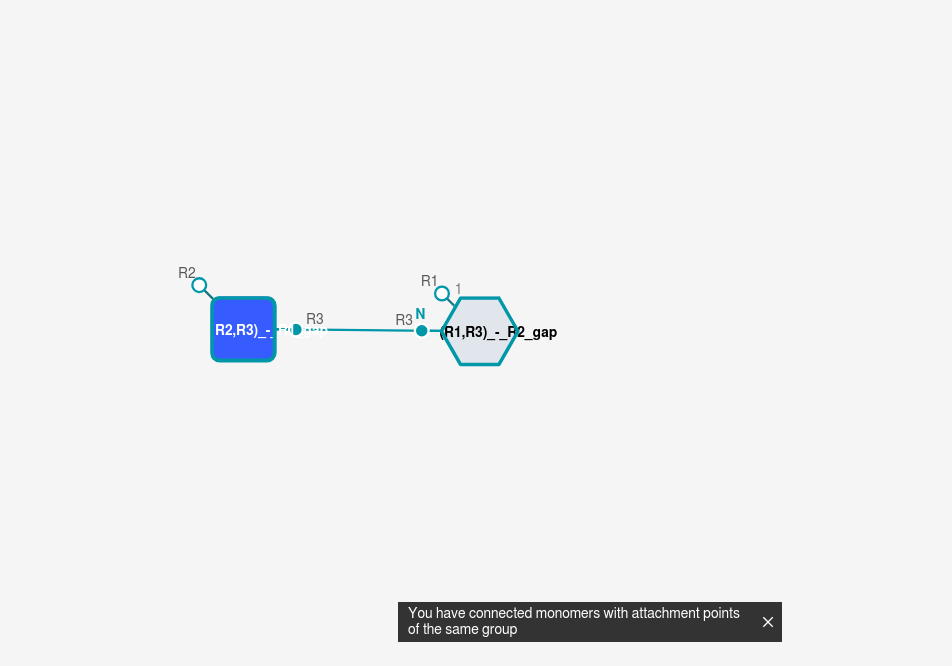 R2
R1
1
N
R3
R3
R2,R3)_-_R1_gap
(R1,R3)_-_R2_gap
You have connected monomers with attachment points
of the same group